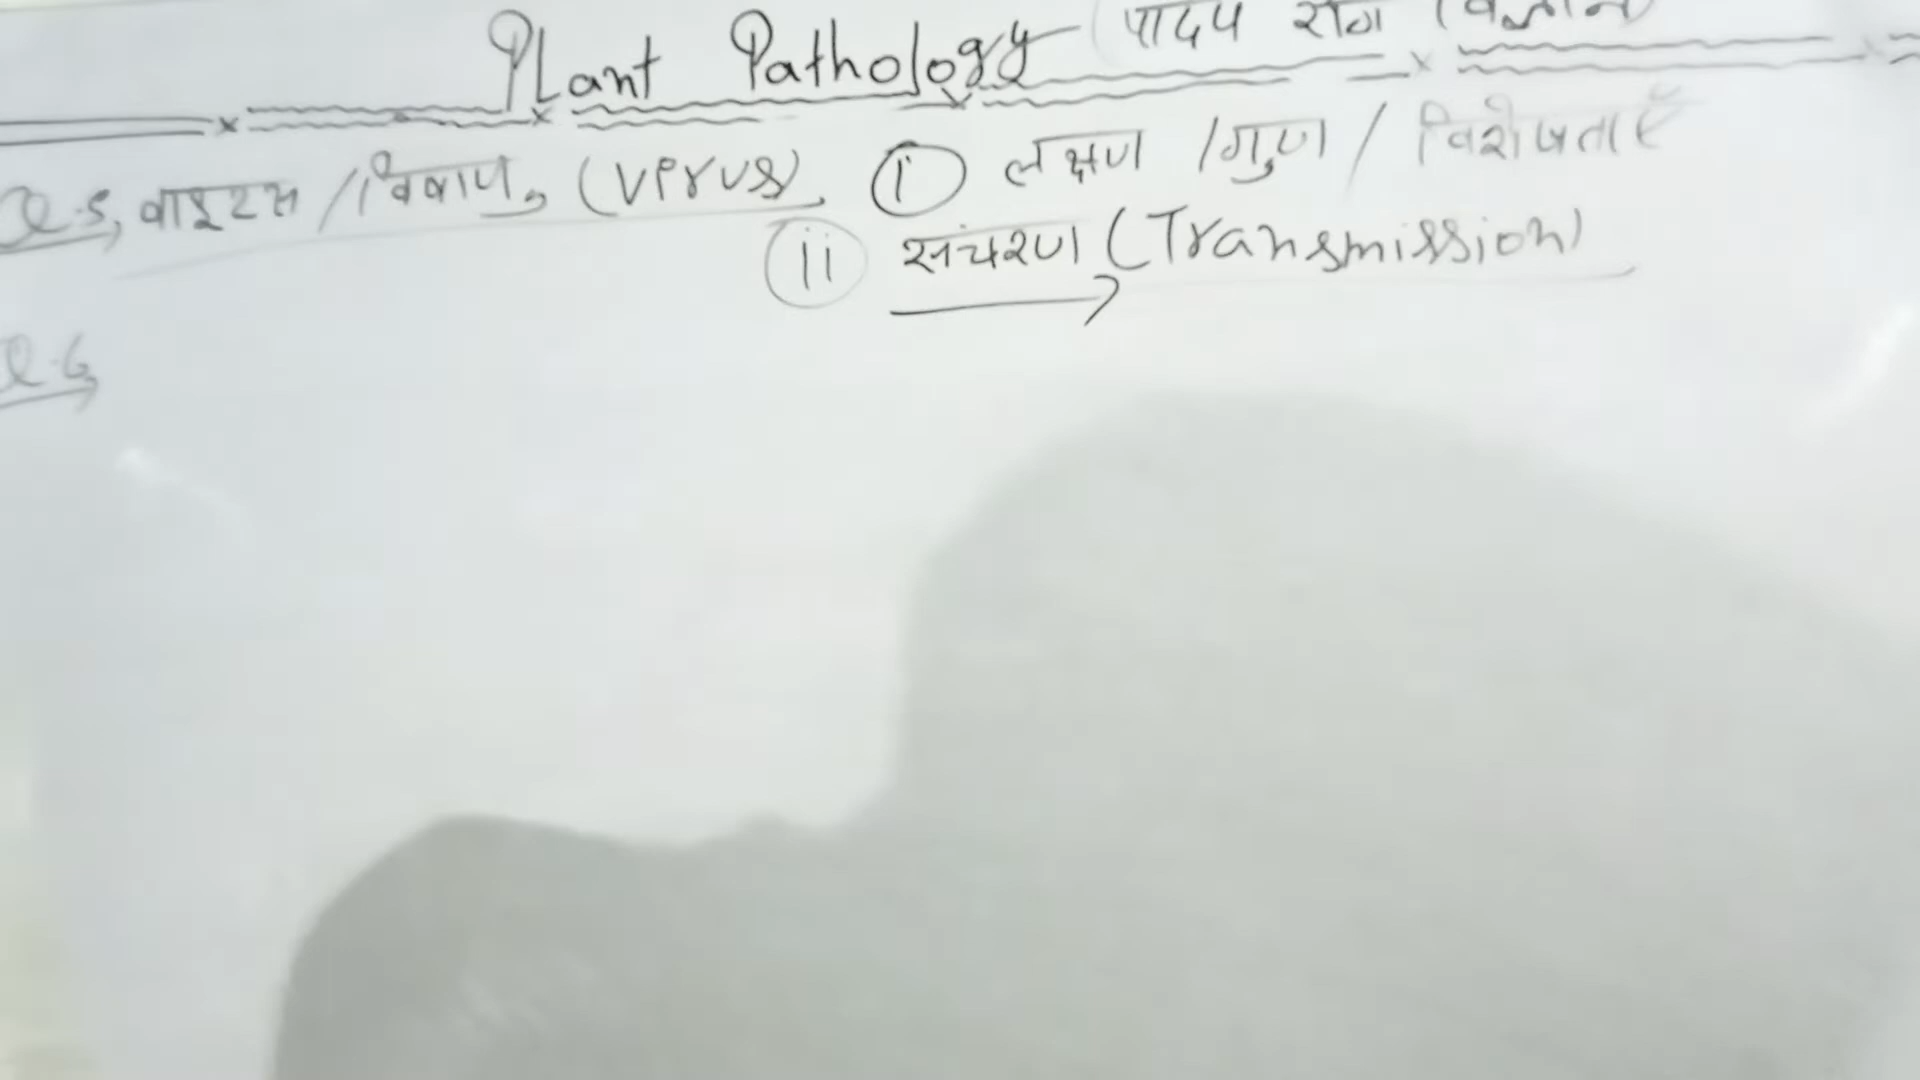 Plant Pathology (पादप रोग विज्ञान)
Q.5, वाइरस / विषाणु, (Virus), (i) लक्षण / गुण / विशेषताएँ
(ii) संचरण (Transmission)
Q.6,